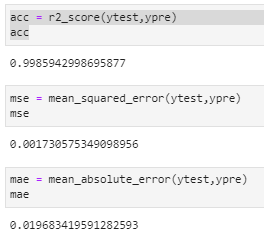 acc = r2_score(ytest,ypre)
acc
0.9985942998695877
mse = mean_squared_error(ytest,ypre)
mse
0.001730575349098956
mae = mean_absolute_error(ytest,ypre)
mae
0.019683419591282593